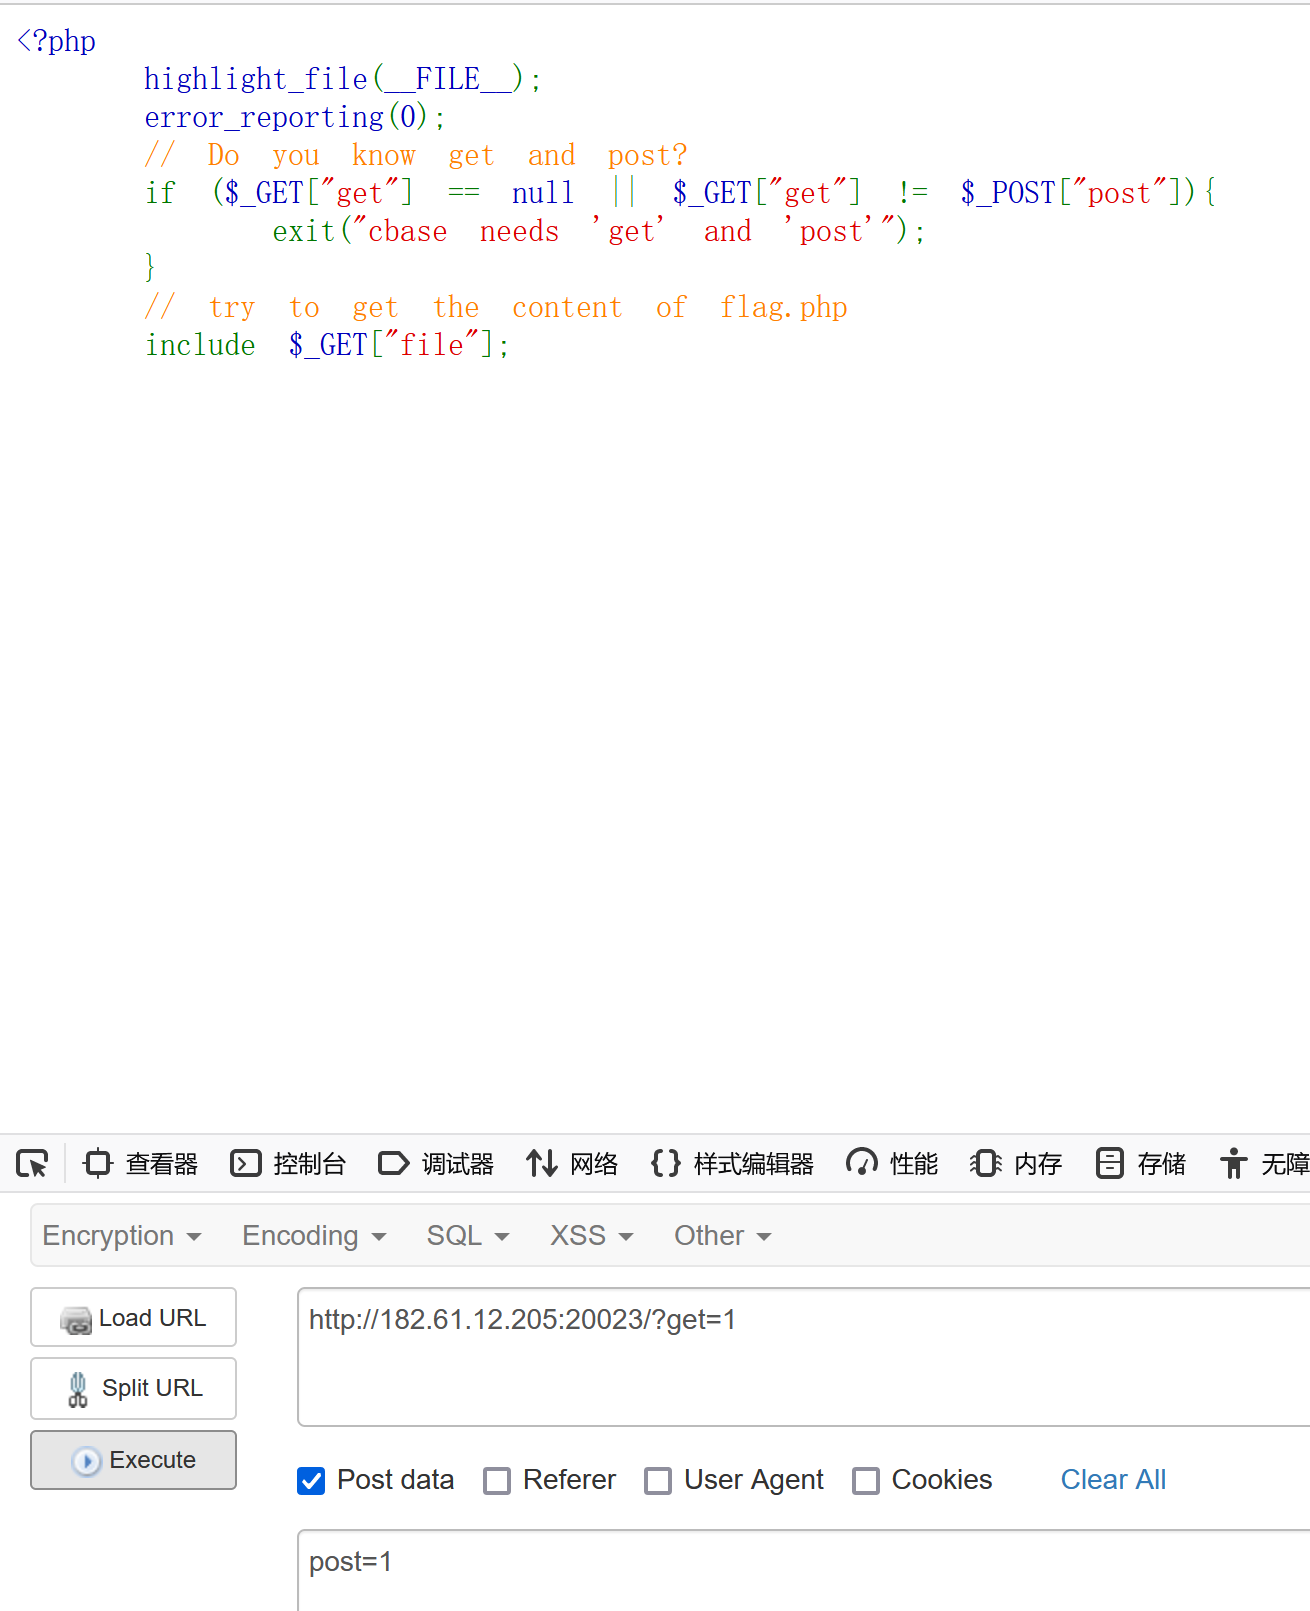 <?php
highlight_file(__FILE__);
error_reporting(0);
// Do you know get and post?
if ($_GET["get"] == null || $_GET["get"] != $_POST["post"]){
exit("cbase needs 'get' and 'post'");
}
// try to get the content of flag.php
include $_GET["file"];
查看器 控制台 调试器 网络 {} 样式编辑器 性能 内存 存储 无障
Encryption Encoding SQL XSS Other
Load URL
http://182.61.12.205:20023/?get=1
Split URL
Execute
Post data Referer User Agent Cookies Clear All
post=1